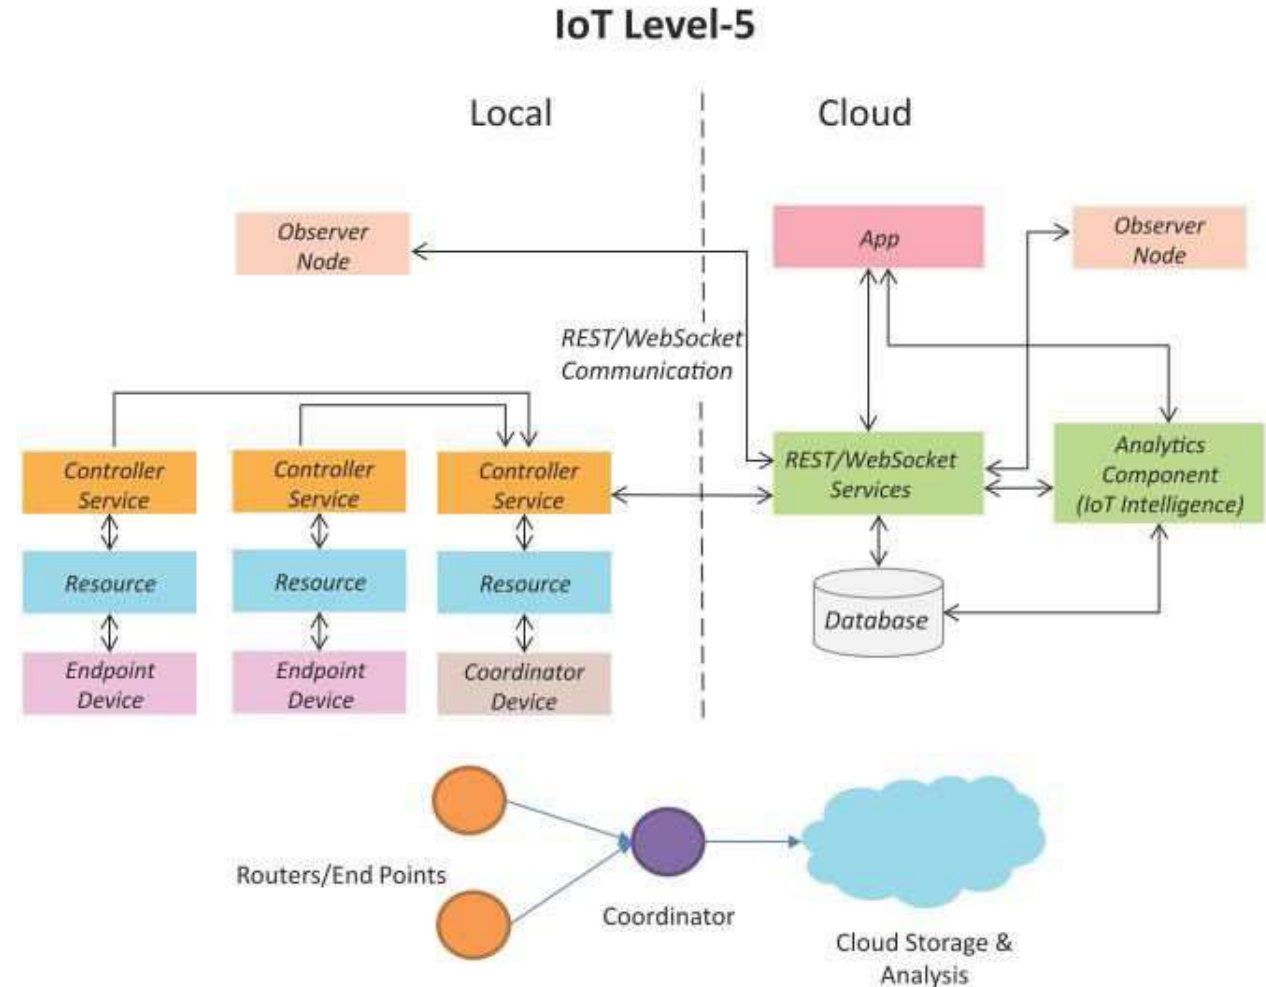 IoT Level-5
Local
Cloud
Observer
Node
App
Observer
Node
REST/WebSocket
Communication
Controller
Service
Controller
Service
Controller
Service
REST/WebSocket
Services
Analytics
Component
(IoT Intelligence)
Resource
Resource
Resource
Database
Endpoint
Device
Endpoint
Device
Coordinator
Device
Routers/End Points
Coordinator
Cloud Storage &
Analysis